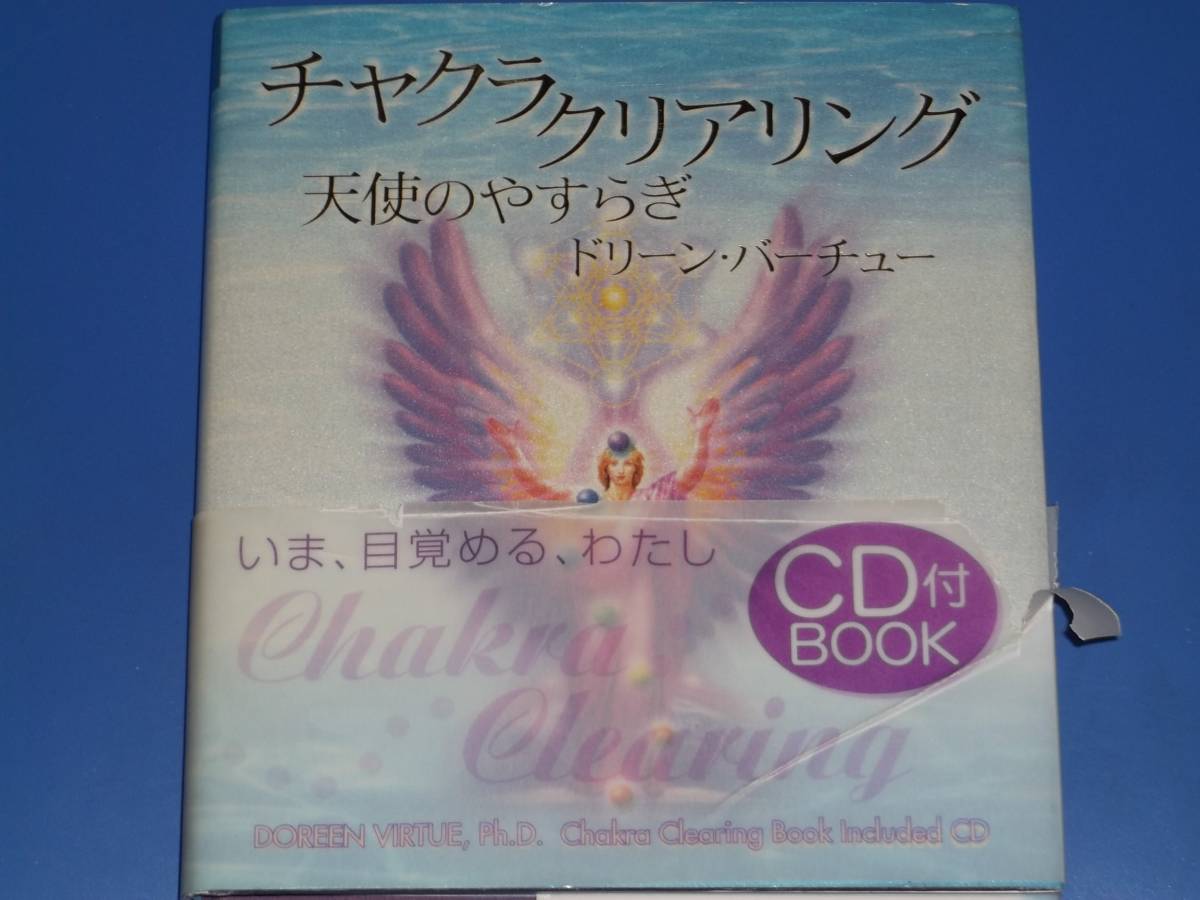 チャクラ
クリアリング
天使のやすらぎ
ドリーン・バーチュー
いま、目覚める、わたし
CD付
BOOK
Chakra
Clearing
DOREEN VIRTUE, Ph.D. Chakra Clearing Book Included CD